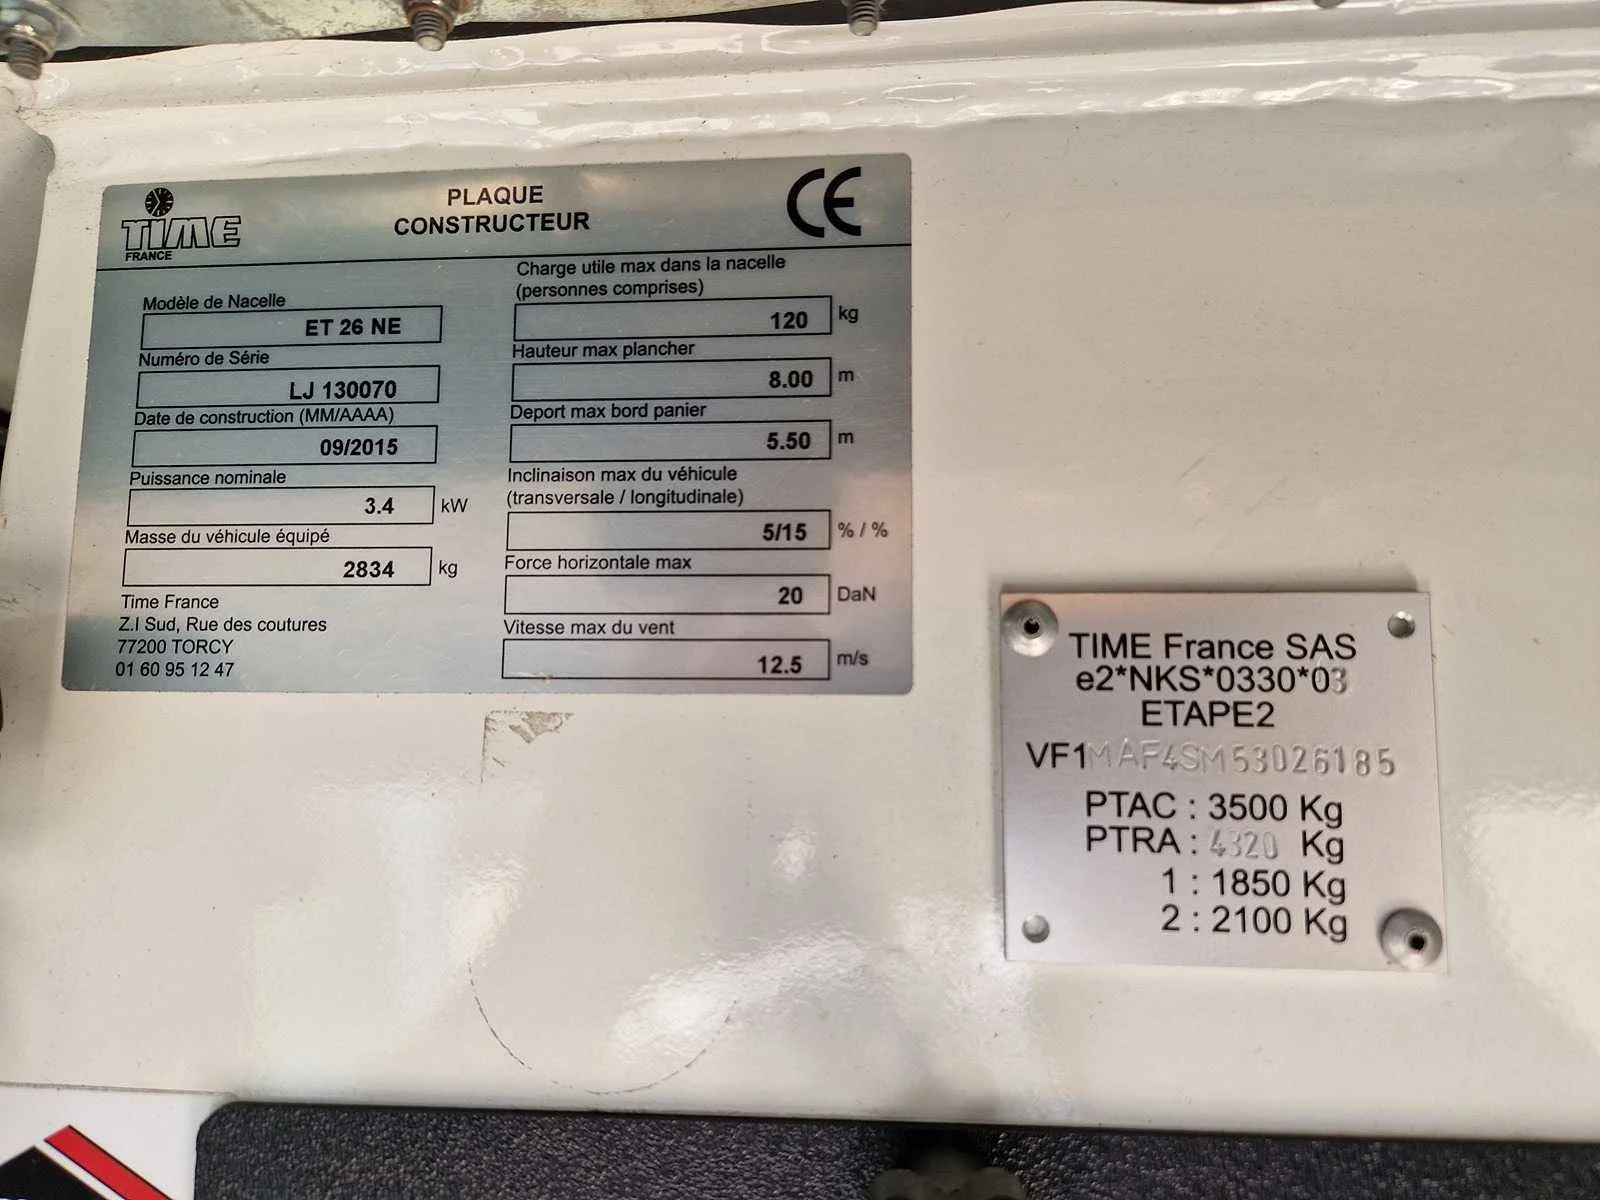 TIME
FRANCE
PLAQUE
CONSTRUCTEUR
CE
Modèle de Nacelle
ET 26 NE
Numéro de Série
LJ 130070
Date de construction (MM/AAAA)
09/2015
Puissance nominale
3.4 kW
Masse du véhicule équipé
2834 kg
Time France
Z.I Sud, Rue des coutures
77200 TORCY
01 60 95 12 47
Charge utile max dans la nacelle
(personnes comprises)
120 kg
Hauteur max plancher
8.00 m
Deport max bord panier
5.50 m
Inclinaison max du véhicule
(transversale / longitudinale)
5/15 % / %
Force horizontale max
20 DaN
Vitesse max du vent
12.5 m/s
TIME France SAS
e2*NKS*0330*03
ETAPE2
VF1MAF4SM53026185
PTAC : 3500 Kg
PTRA : 4320 Kg
1 : 1850 Kg
2 : 2100 Kg